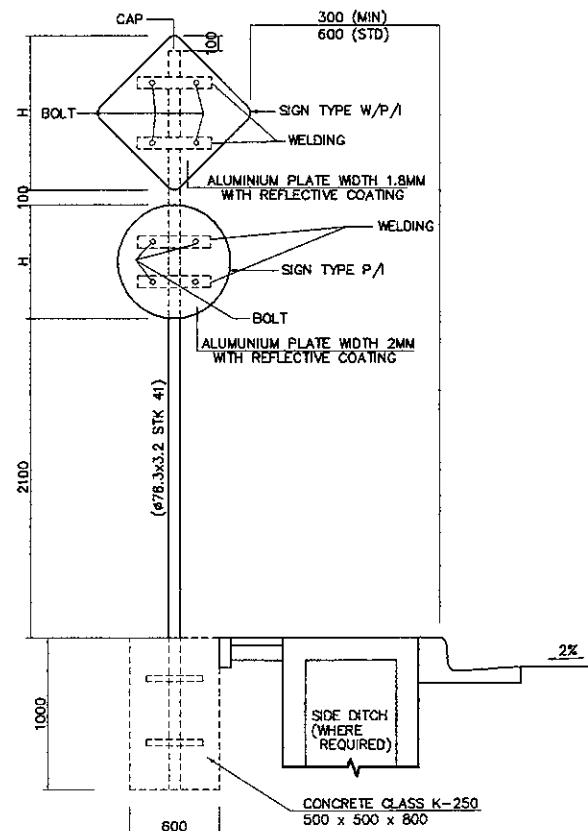 CAP
100
300 (MIN)
600 (STD)
H
BOLT
SIGN TYPE W/P/I
WELDING
ALUMINIUM PLATE WIDTH 1.8MM
WITH REFLECTIVE COATING
100
H
WELDING
SIGN TYPE P/I
BOLT
ALUMUNIUM PLATE WIDTH 2MM
WITH REFLECTIVE COATING
2100
(ø76.3x3.2 STK 41)
2%
1000
SIDE DITCH
(WHERE
REQUIRED)
CONCRETE CLASS K-250
500 x 500 x 800
600